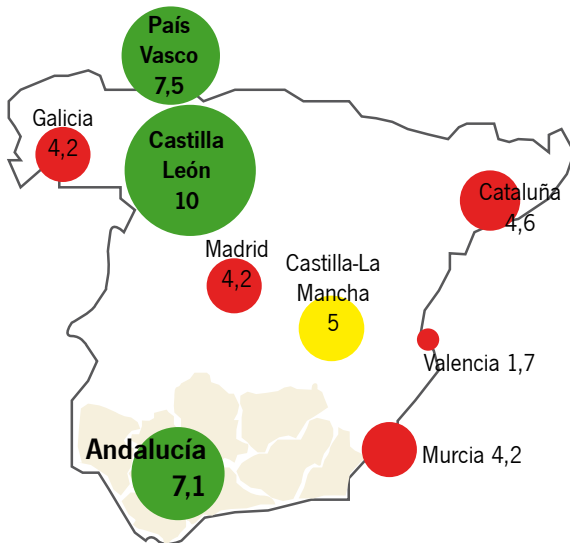 País
Vasco
7,5
Galicia
4,2
Castilla
León
10
Cataluña
4,6
Madrid
4,2
Castilla-La
Mancha
5
Valencia 1,7
Andalucía
7,1
Murcia 4,2